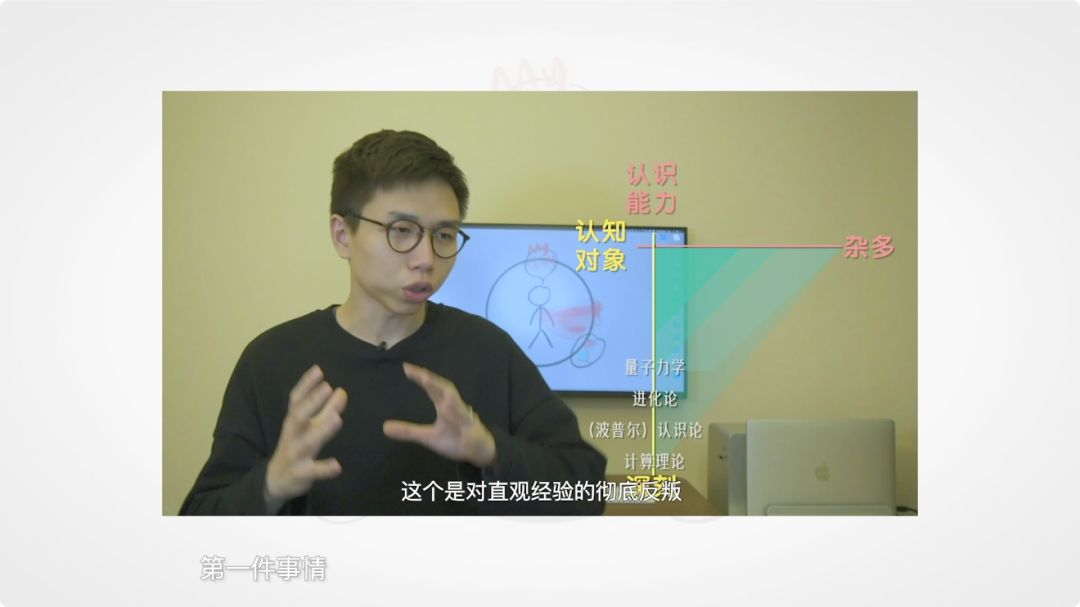 认识
能力
认知
对象
杂多
量子力学
进化论
（波普尔）认识论
计算理论
深刻
这个是对直观经验的彻底反叛
第一件事情